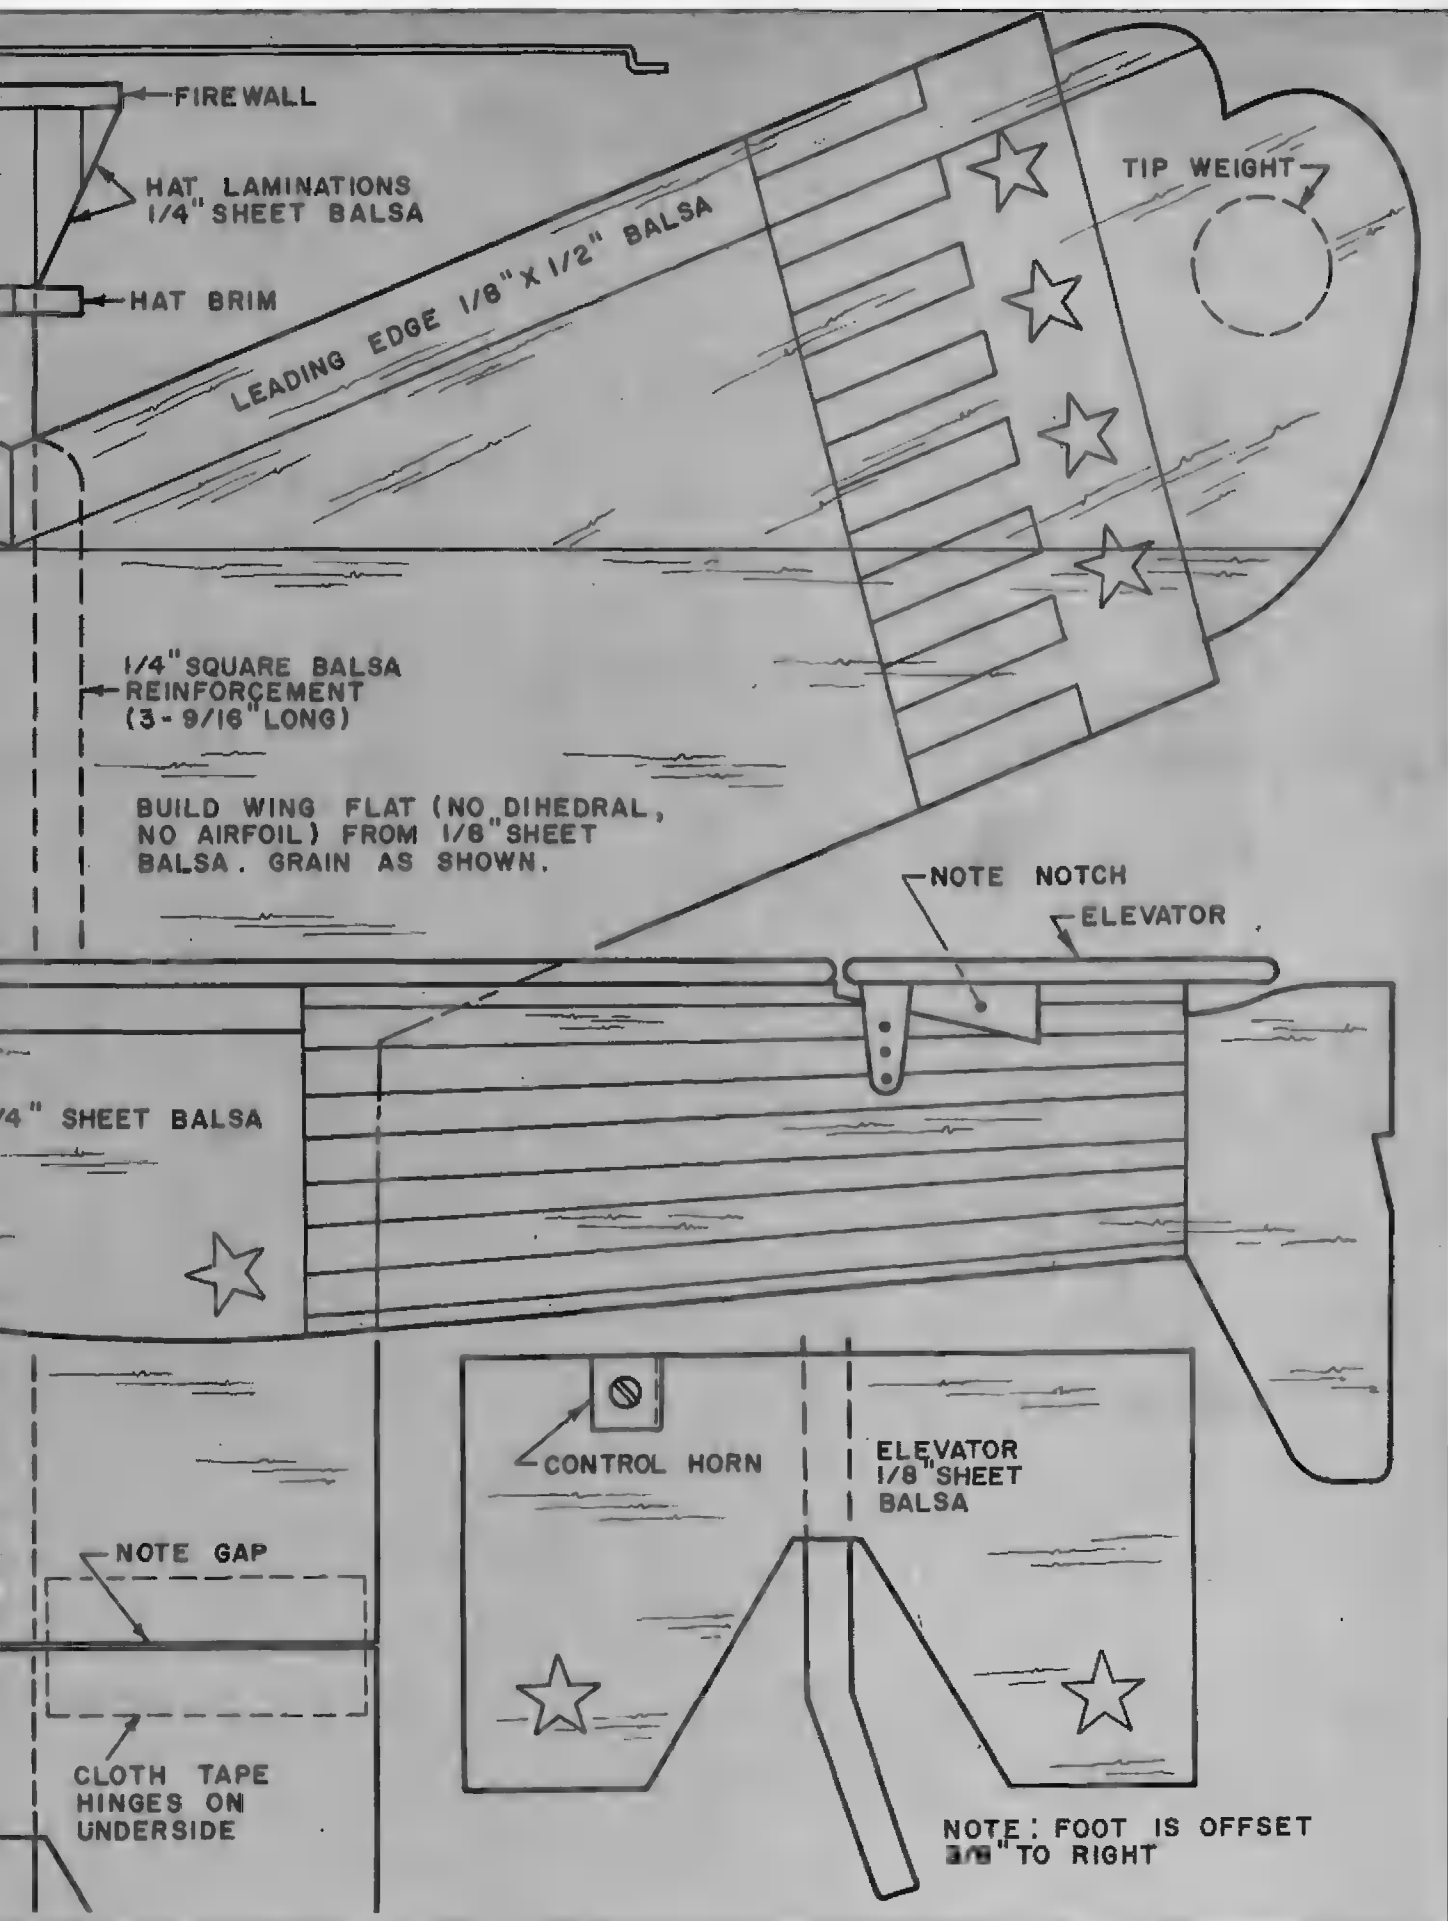 FIREWALL
HAT LAMINATIONS
1/4" SHEET BALSA
TIP WEIGHT
LEADING EDGE 1/8" X 1/2" BALSA
HAT BRIM
1/4" SQUARE BALSA
REINFORCEMENT
(3-9/16" LONG)
BUILD WING FLAT (NO DIHEDRAL,
NO AIRFOIL) FROM 1/8" SHEET
BALSA. GRAIN AS SHOWN.
NOTE NOTCH
ELEVATOR
/4" SHEET BALSA
CONTROL HORN
ELEVATOR
1/8" SHEET
BALSA
NOTE GAP
CLOTH TAPE
HINGES ON
UNDERSIDE
NOTE: FOOT IS OFFSET
" TO RIGHT